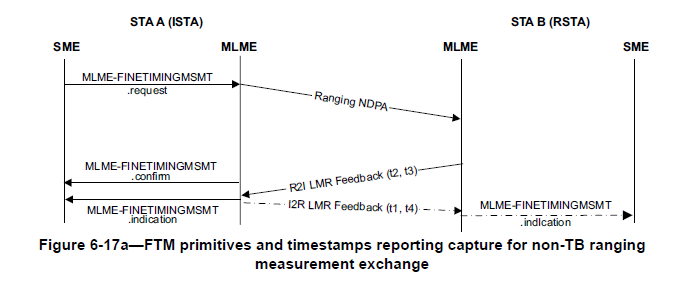 STA A (ISTA)
STA B (RSTA)
SME
MLME
MLME
SME
MLME-FINETIMINGMSMT
.request
Ranging NDPA
MLME-FINETIMINGMSMT
.confirm
R2I LMR Feedback (t2, t3)
MLME-FINETIMINGMSMT
.indication
I2R LMR Feedback (t1, t4)
MLME-FINETIMINGMSMT
.indIcation
Figure 6-17a—FTM primitives and timestamps reporting capture for non-TB ranging
measurement exchange